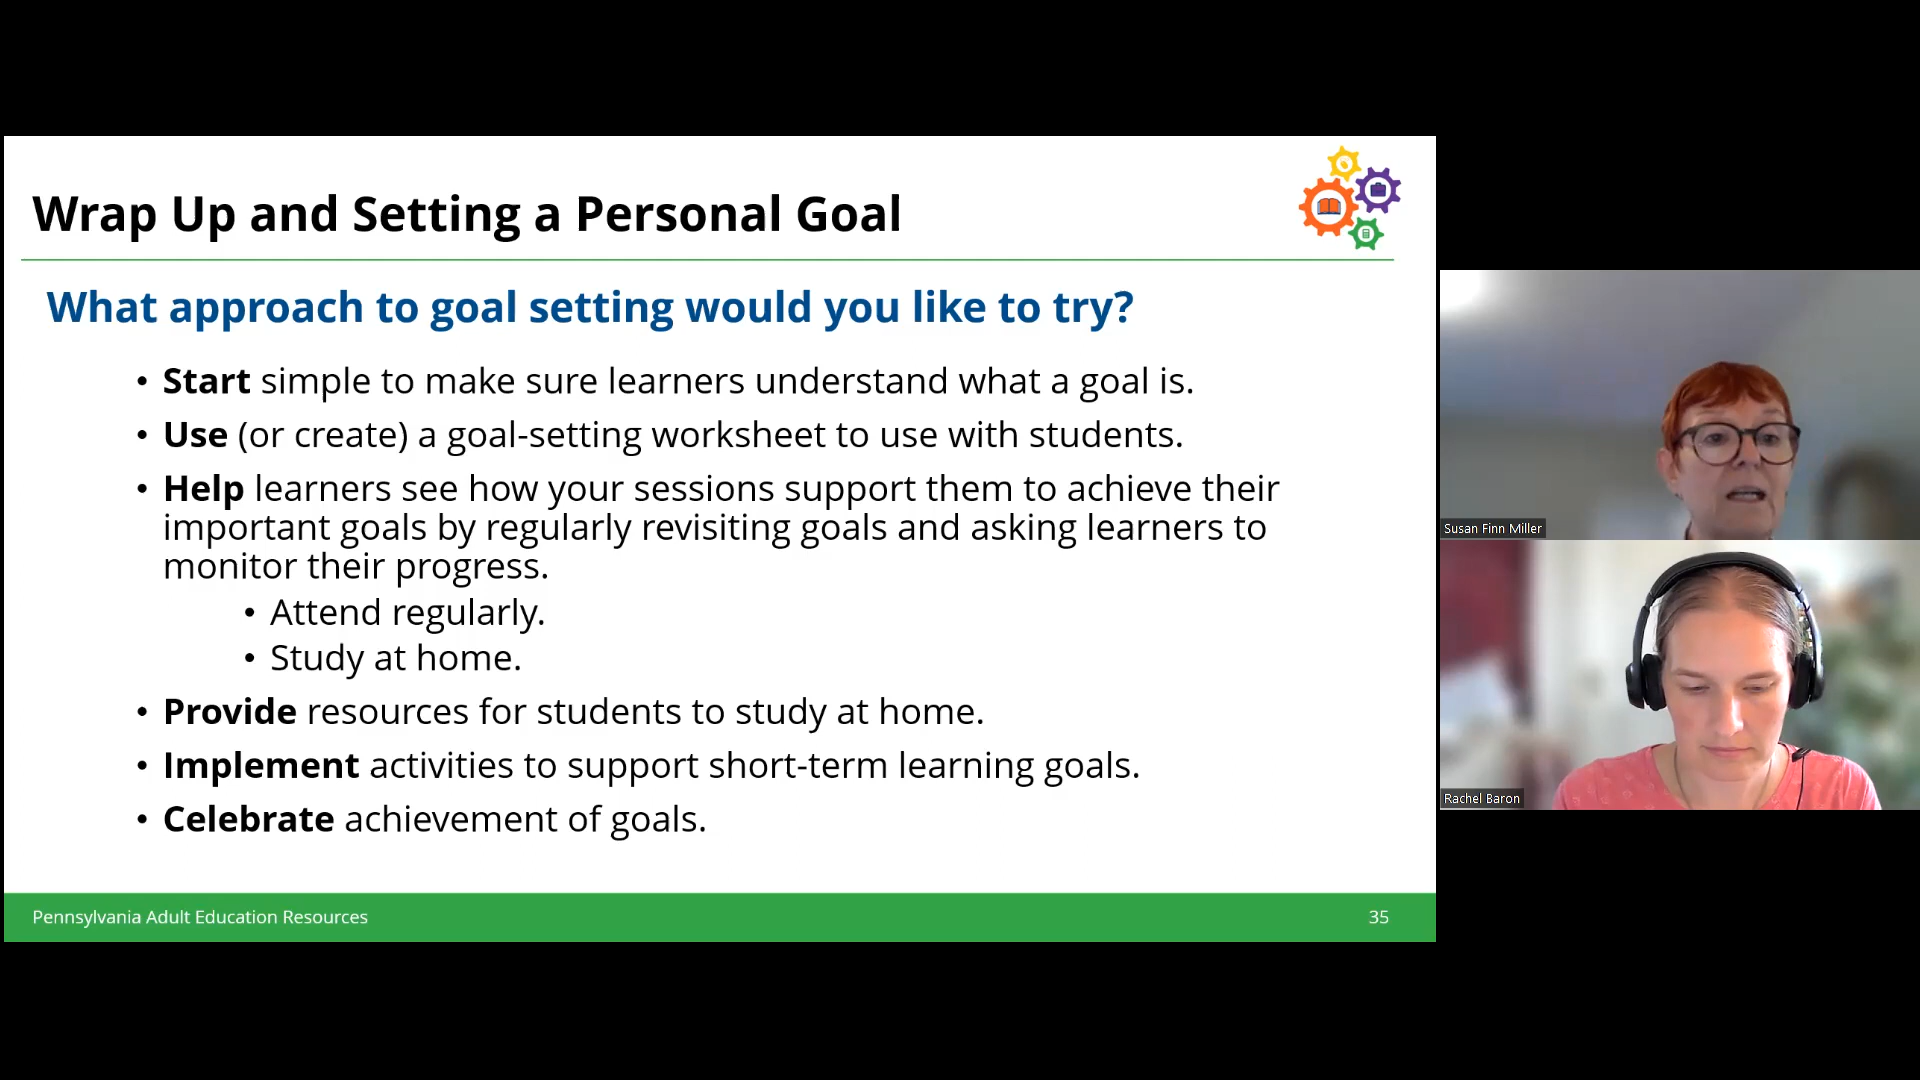 Wrap Up and Setting a Personal Goal
What approach to goal setting would you like to try?
• Start simple to make sure learners understand what a goal is.
• Use (or create) a goal-setting worksheet to use with students.
• Help learners see how your sessions support them to achieve their
important goals by regularly revisiting goals and asking learners to
monitor their progress.
• Attend regularly.
• Study at home.
• Provide resources for students to study at home.
• Implement activities to support short-term learning goals.
• Celebrate achievement of goals.
Pennsylvania Adult Education Resources
35
Susan Finn Miller
Rachel Baron